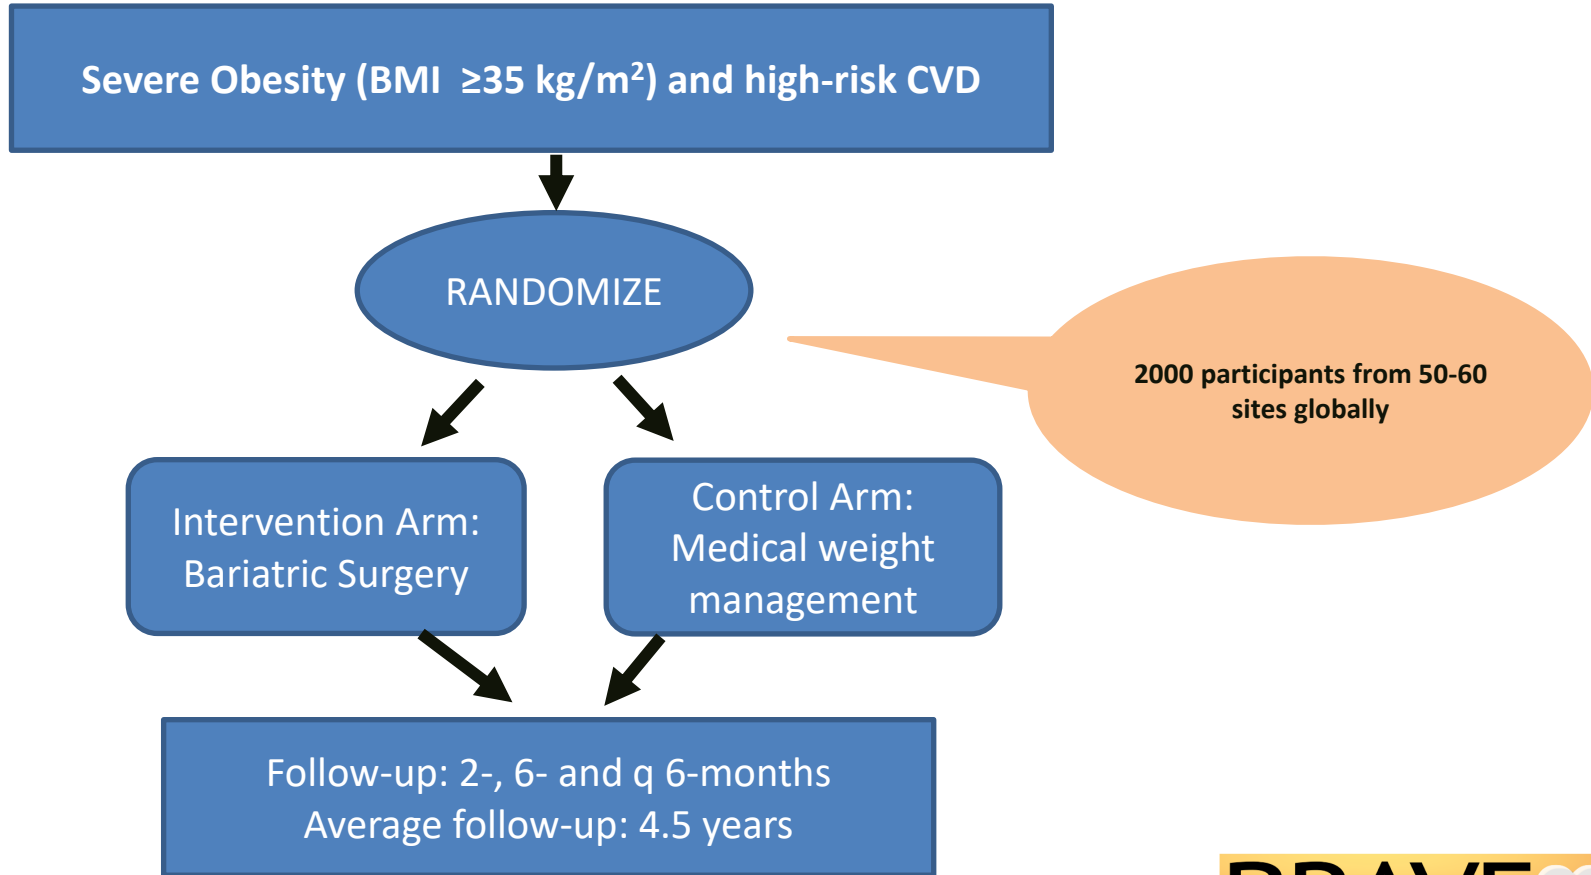 Severe Obesity (BMI ≥35 kg/m²) and high-risk CVD
RANDOMIZE
2000 participants from 50-60
sites globally
Intervention Arm:
Bariatric Surgery
Control Arm:
Medical weight
management
Follow-up: 2-, 6- and q 6-months
Average follow-up: 4.5 years
BRAVE